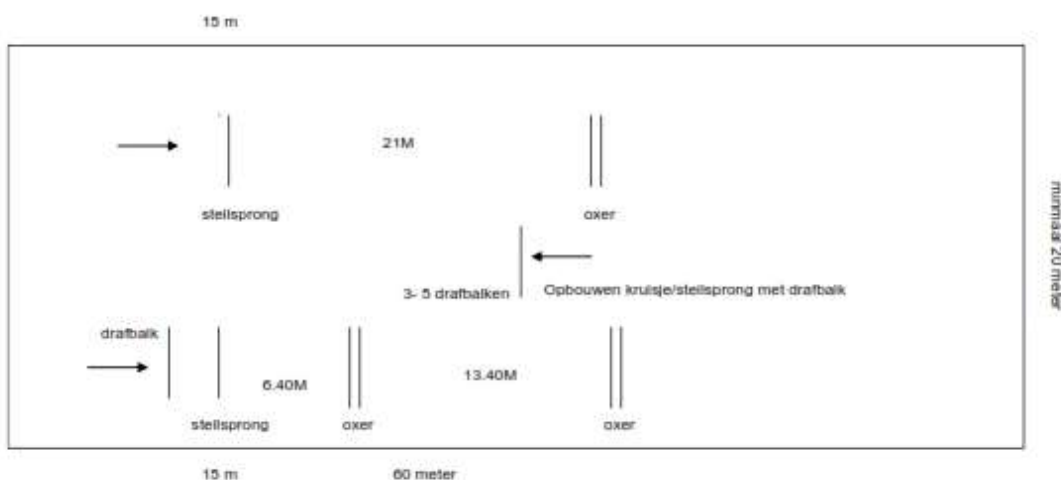 15 m
21M
steilsprong
oxer
minimaal 20 meter
3- 5 drafbalken
Opbouwen kruisje/steilsprong met drafbalk
drafbalk
6.40M
13.40M
steilsprong
oxer
oxer
15 m
60 meter